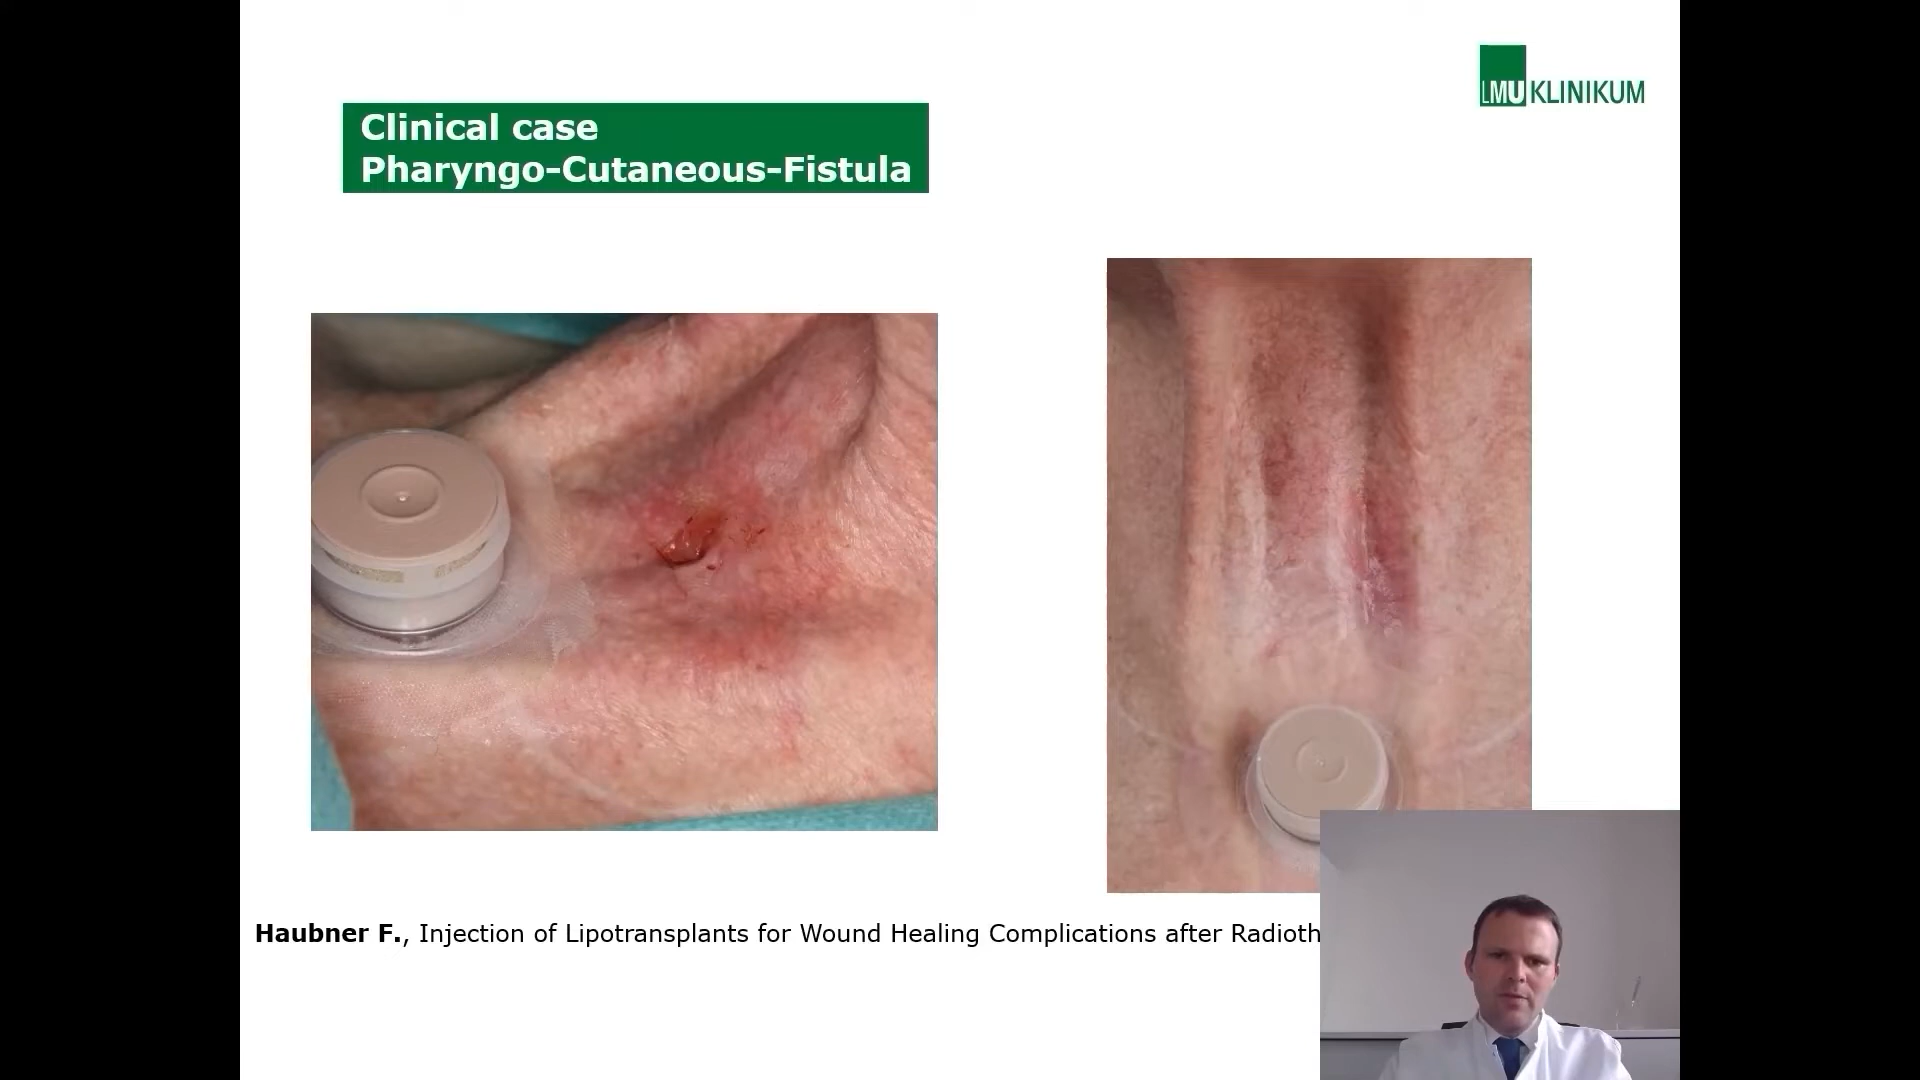 LMU KLINIKUM
Clinical case
Pharyngo-Cutaneous-Fistula
Haubner F., Injection of Lipotransplants for Wound Healing Complications after Radioth